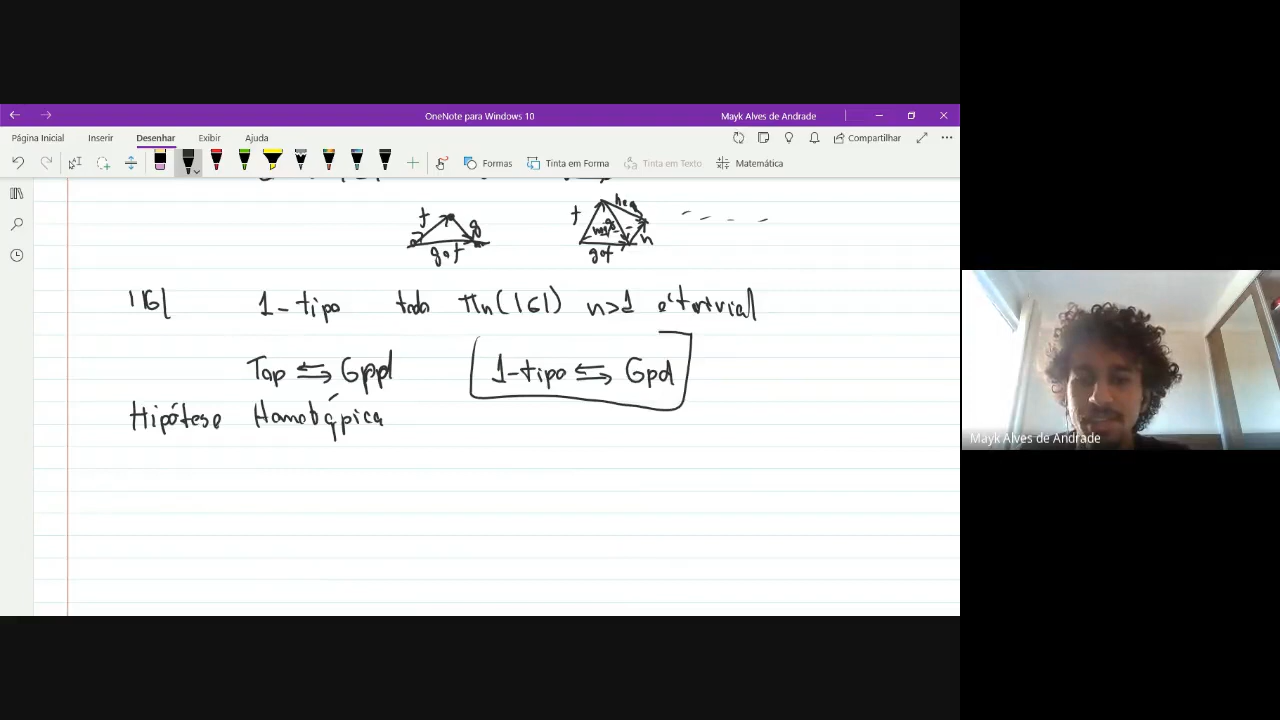 OneNote para Windows 10
Mayk Alves de Andrade
Página Inicial Inserir Desenhar Exibir Ajuda
Compartilhar
Formas Tinta em Forma Tinta em Texto Matemática
f g
g∘f
f h∘g
h∘g∘f h
g∘f
|G| 1-tipo todo πn(|G|) n>1 é trivial
Top ⇆ Gpd 1-tipo ⇆ Gpd
Hipótese Homotópica
Mayk Alves de Andrade